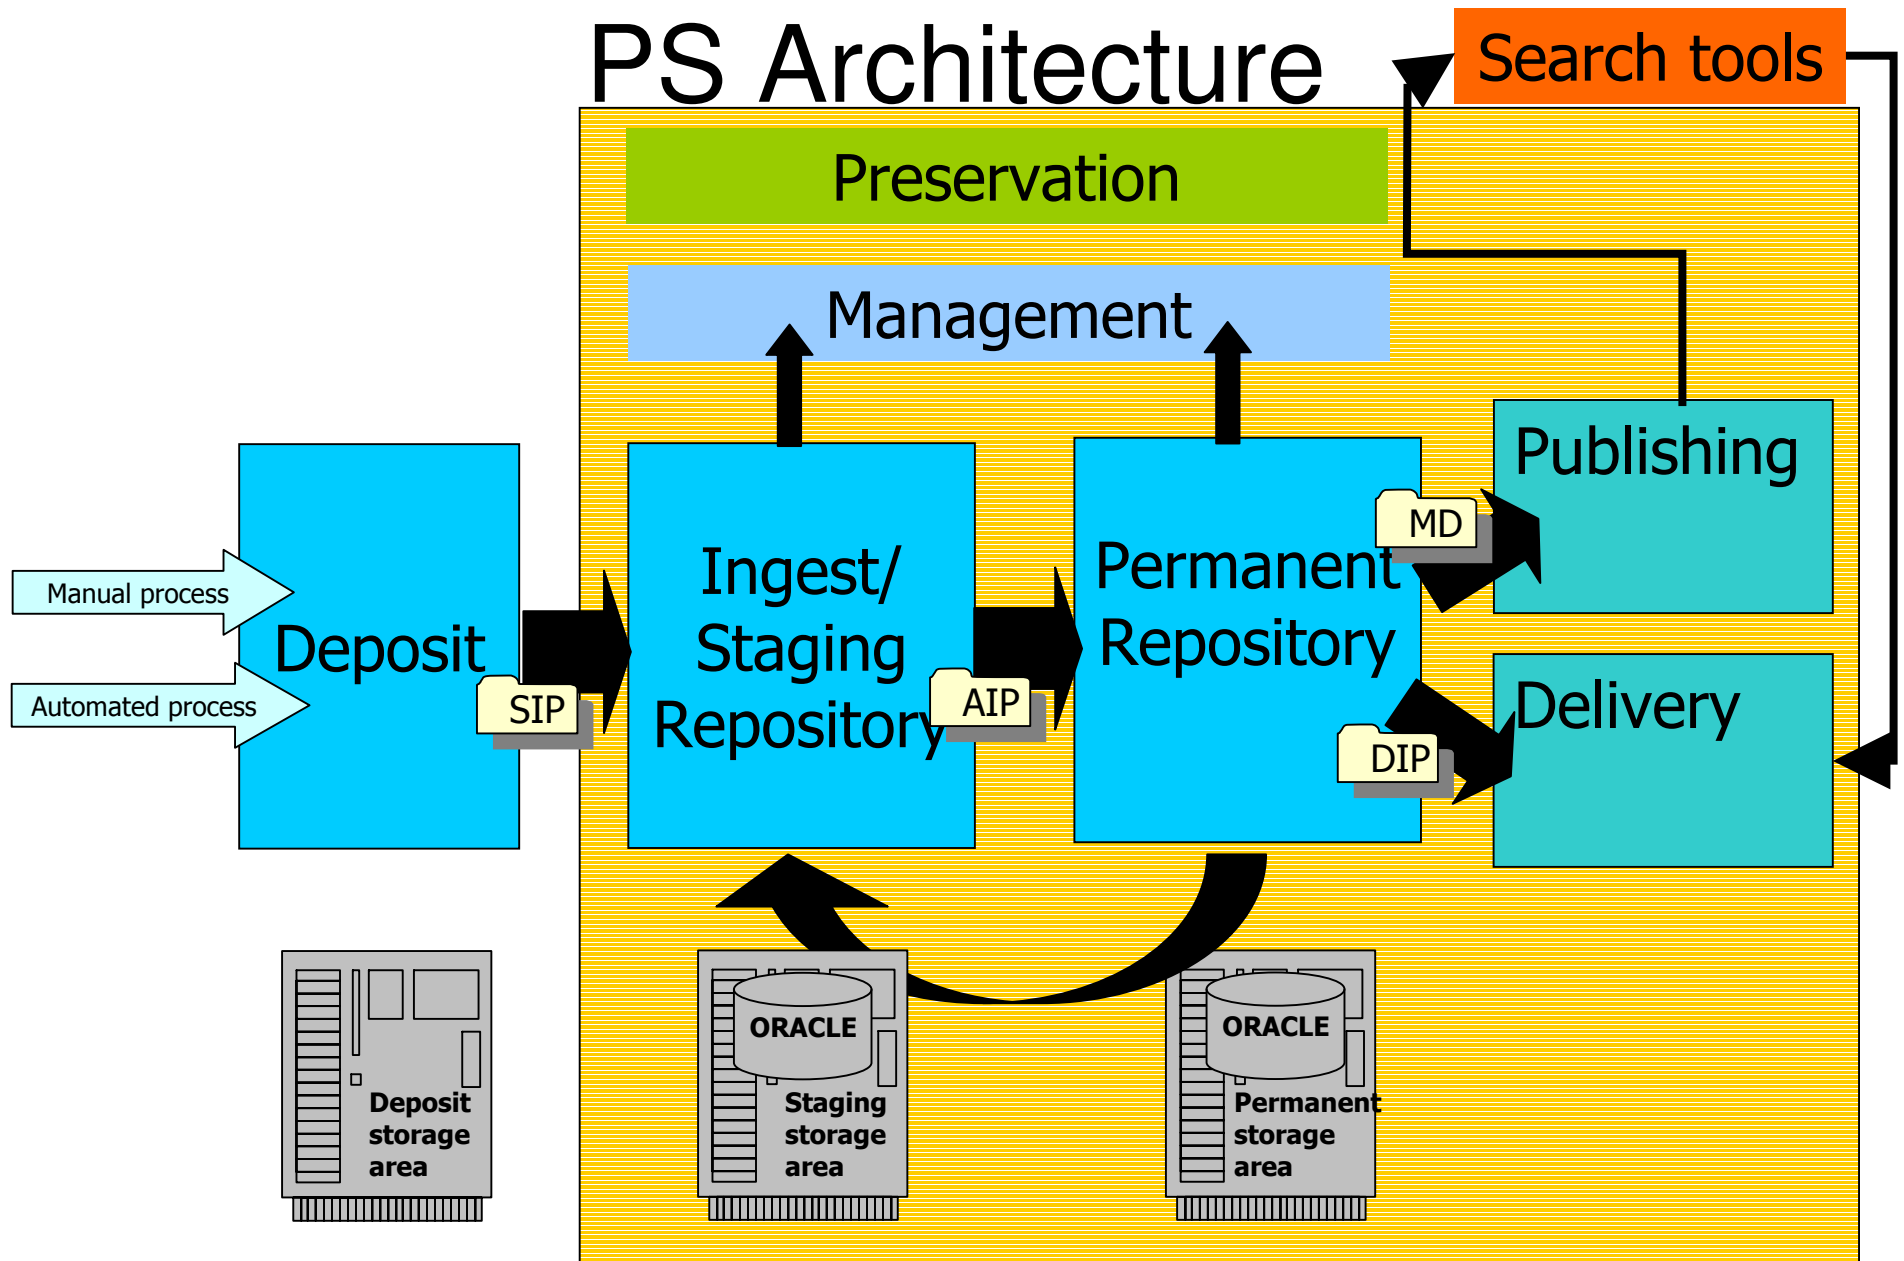 PS Architecture
Search tools
Preservation
Management
Publishing
MD
Ingest/
Staging
Repository
Permanent
Repository
Manual process
Deposit
Automated process
SIP
AIP
DIP
Delivery
ORACLE
ORACLE
Deposit
storage
area
Staging
storage
area
Permanent
storage
area